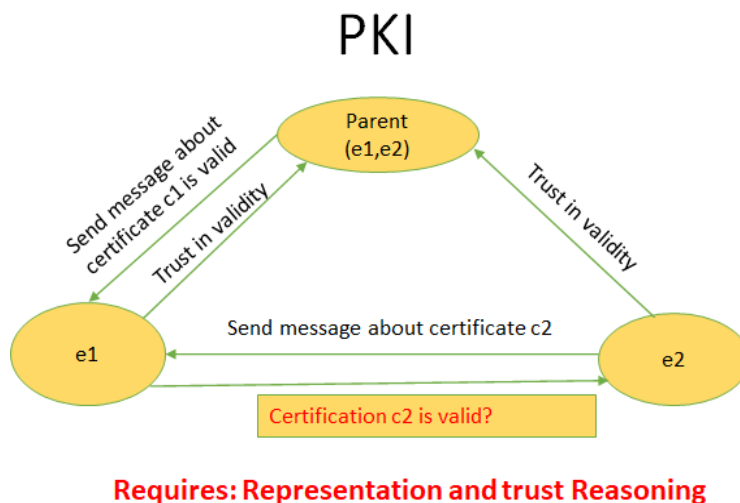 PKI
Parent
(e1,e2)
Send message about
certificate c1 is valid
Trust in validity
Trust in validity
Send message about certificate c2
e1
e2
Certification c2 is valid?
Requires: Representation and trust Reasoning